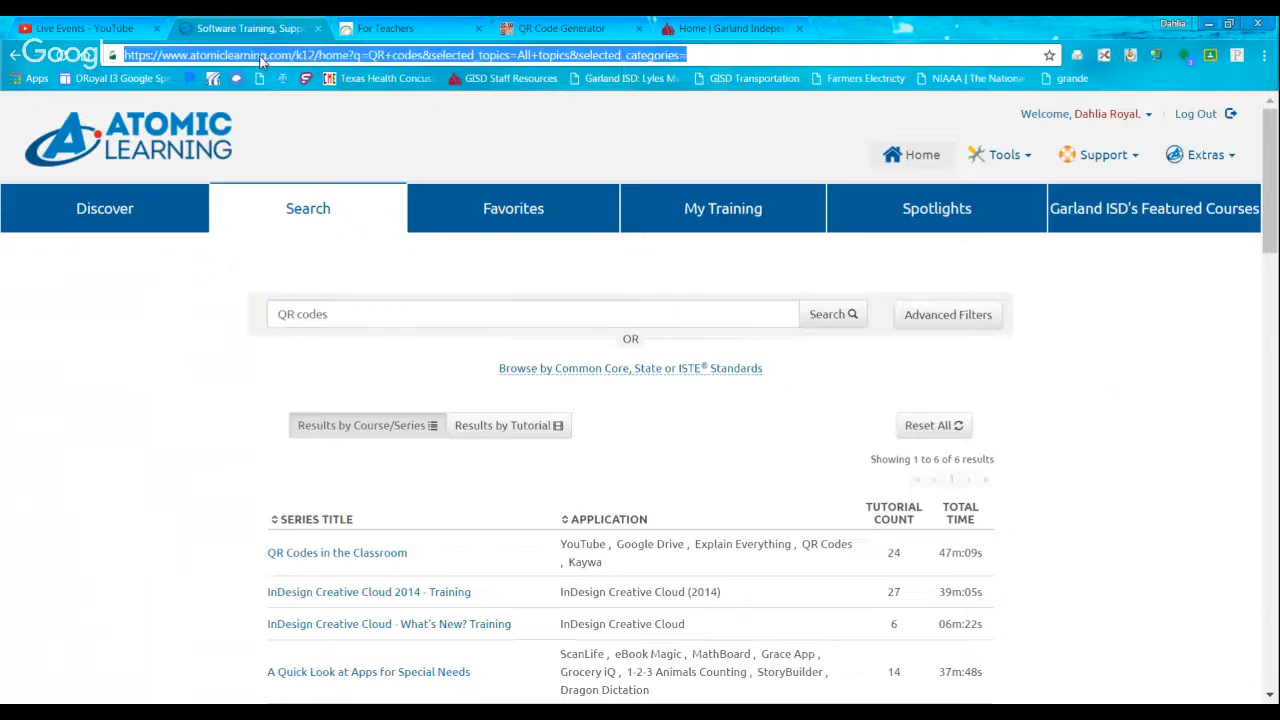 Live Events - YouTube
Software Training, Suppo
For Teachers
QR Code Generator
Home | Garland Indepen
Dahlia
Goog
https://www.atomiclearning.com/k12/home?q=QR+codes&selected_topics=All+topics&selected_categories=
Apps
DRoyal I3 Google Spr
Texas Health Concus
GISD Staff Resources
Garland ISD: Lyles M
GISD Transportation
Farmers Electricty
NIAAA | The Nationa
grande
ATOMIC
LEARNING
Welcome, Dahlia Royal.
Log Out
Home
Tools
Support
Extras
Discover
Search
Favorites
My Training
Spotlights
Garland ISD's Featured Courses
QR codes
Search
Advanced Filters
OR
Browse by Common Core, State or ISTE® Standards
Results by Course/Series
Results by Tutorial
Reset All
Showing 1 to 6 of 6 results
1
SERIES TITLE
APPLICATION
TUTORIAL COUNT
TOTAL TIME
QR Codes in the Classroom
YouTube , Google Drive , Explain Everything , QR Codes
, Kaywa
24
47m:09s
InDesign Creative Cloud 2014 - Training
InDesign Creative Cloud (2014)
27
39m:05s
InDesign Creative Cloud - What's New? Training
InDesign Creative Cloud
6
06m:22s
A Quick Look at Apps for Special Needs
ScanLife , eBook Magic , MathBoard , Grace App ,
Grocery iQ , 1-2-3 Animals Counting , StoryBuilder ,
Dragon Dictation
14
37m:48s